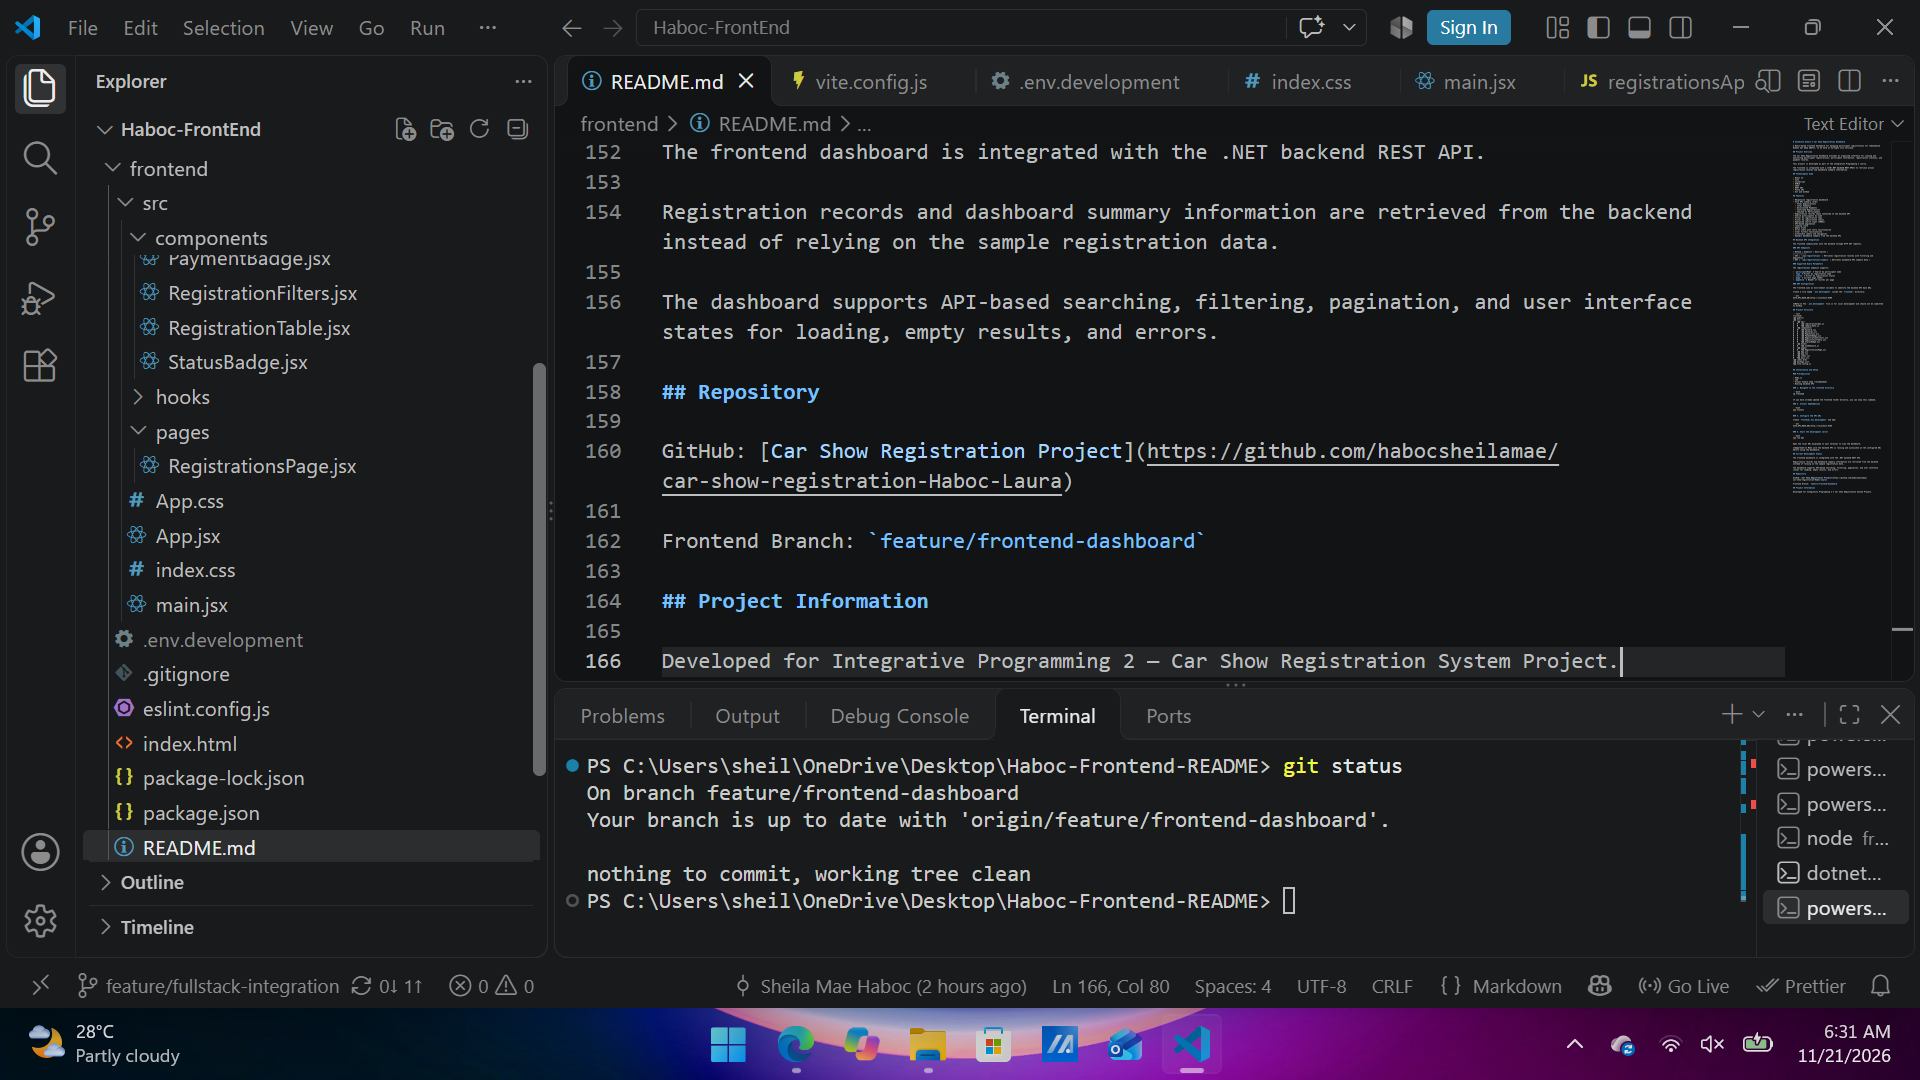 File Edit Selection View Go Run ...
Haboc-FrontEnd
Sign In
Explorer
Haboc-FrontEnd
frontend
src
components
PaymentBadge.jsx
RegistrationFilters.jsx
RegistrationTable.jsx
StatusBadge.jsx
hooks
pages
RegistrationsPage.jsx
# App.css
App.jsx
# index.css
main.jsx
.env.development
.gitignore
eslint.config.js
<> index.html
{} package-lock.json
{} package.json
README.md
Outline
Timeline
README.md vite.config.js .env.development # index.css main.jsx JS registrationsAp
frontend > README.md > ...
Text Editor
152 The frontend dashboard is integrated with the .NET backend REST API.
153
154 Registration records and dashboard summary information are retrieved from the backend
instead of relying on the sample registration data.
155
156 The dashboard supports API-based searching, filtering, pagination, and user interface
states for loading, empty results, and errors.
157
158 ## Repository
159
160 GitHub: [Car Show Registration Project](https://github.com/habocsheilamae/
car-show-registration-Haboc-Laura)
161
162 Frontend Branch: `feature/frontend-dashboard`
163
164 ## Project Information
165
166 Developed for Integrative Programming 2 — Car Show Registration System Project.
Problems Output Debug Console Terminal Ports
PS C:\Users\sheil\OneDrive\Desktop\Haboc-Frontend-README> git status
On branch feature/frontend-dashboard
Your branch is up to date with 'origin/feature/frontend-dashboard'.
nothing to commit, working tree clean
PS C:\Users\sheil\OneDrive\Desktop\Haboc-Frontend-README>
powers...
powers...
node fr...
dotnet...
powers...
feature/fullstack-integration 0↓ 1↑ 0 0
Sheila Mae Haboc (2 hours ago) Ln 166, Col 80 Spaces: 4 UTF-8 CRLF {} Markdown Go Live Prettier
28°C
Partly cloudy
6:31 AM
11/21/2026